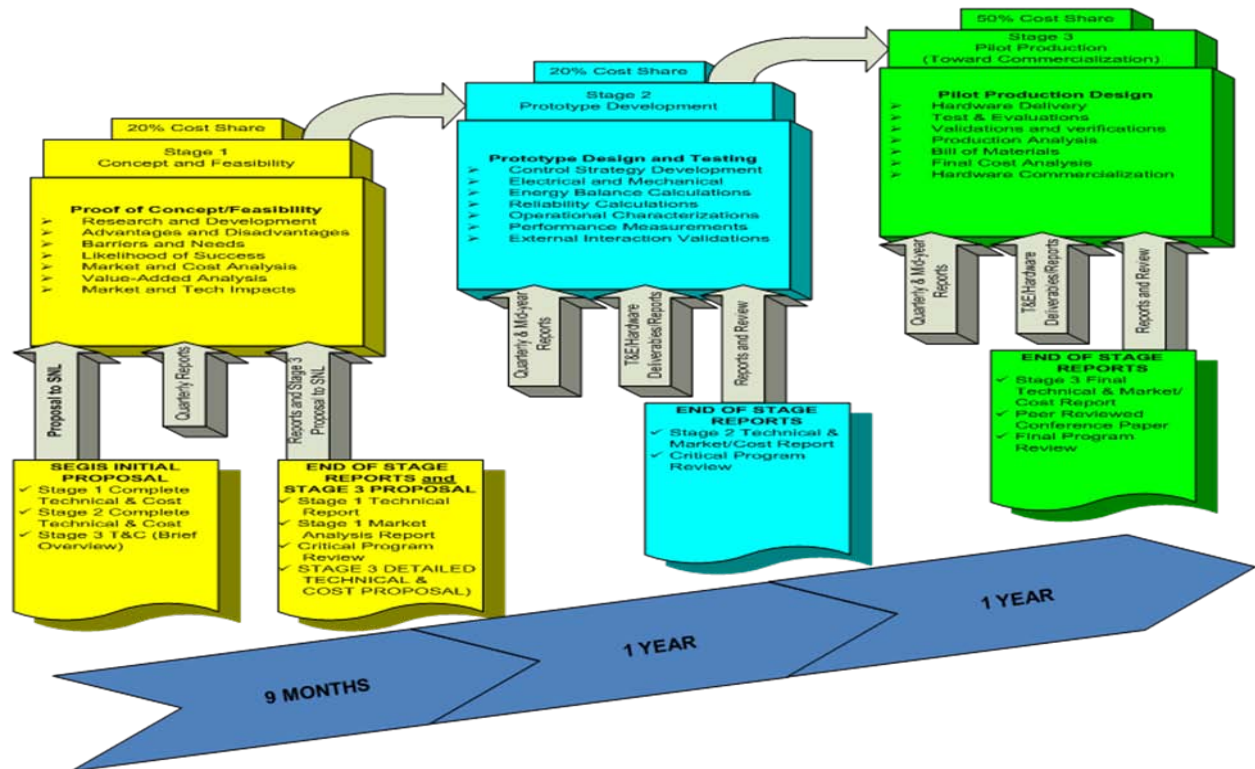 20% Cost Share
Stage 1
Concept and Feasibility
Proof of Concept/Feasibility
Research and Development
Advantages and Disadvantages
Barriers and Needs
Likelihood of Success
Market and Cost Analysis
Value-Added Analysis
Market and Tech Impacts
Proposal to SNL
Quarterly Reports
Reports and Stage 3
Proposal to SNL
SEGIS INITIAL
PROPOSAL
✓ Stage 1 Complete
Technical & Cost
✓ Stage 2 Complete
Technical & Cost
✓ Stage 3 T&C (Brief
Overview)
END OF STAGE
REPORTS and
STAGE 3 PROPOSAL
✓ Stage 1 Technical
Report
✓ Stage 1 Market
Analysis Report
✓ Critical Program
Review
✓ STAGE 3 DETAILED
TECHNICAL &
COST PROPOSAL)
20% Cost Share
Stage 2
Prototype Development
Prototype Design and Testing
Control Strategy Development
Electrical and Mechanical
Energy Balance Calculations
Reliability Calculations
Operational Characterizations
Performance Measurements
External Interaction Validations
Quarterly & Mid-year
Reports
T&E/Hardware
Deliverables/Reports
Reports and Review
END OF STAGE
REPORTS
✓ Stage 2 Technical &
Market/Cost Report
✓ Critical Program
Review
50% Cost Share
Stage 3
Pilot Production
(Toward Commercialization)
Pilot Production Design
Hardware Delivery
Test & Evaluations
Validations and verifications
Production Analysis
Bill of Materials
Final Cost Analysis
Hardware Commercialization
Quarterly & Mid-year
Reports
T&E/Hardware
Deliverables/Reports
Reports and Review
END OF STAGE
REPORTS
✓ Stage 3 Final
Technical & Market/
Cost Report
✓ Peer Reviewed
Conference Paper
✓ Final Program
Review
9 MONTHS
1 YEAR
1 YEAR